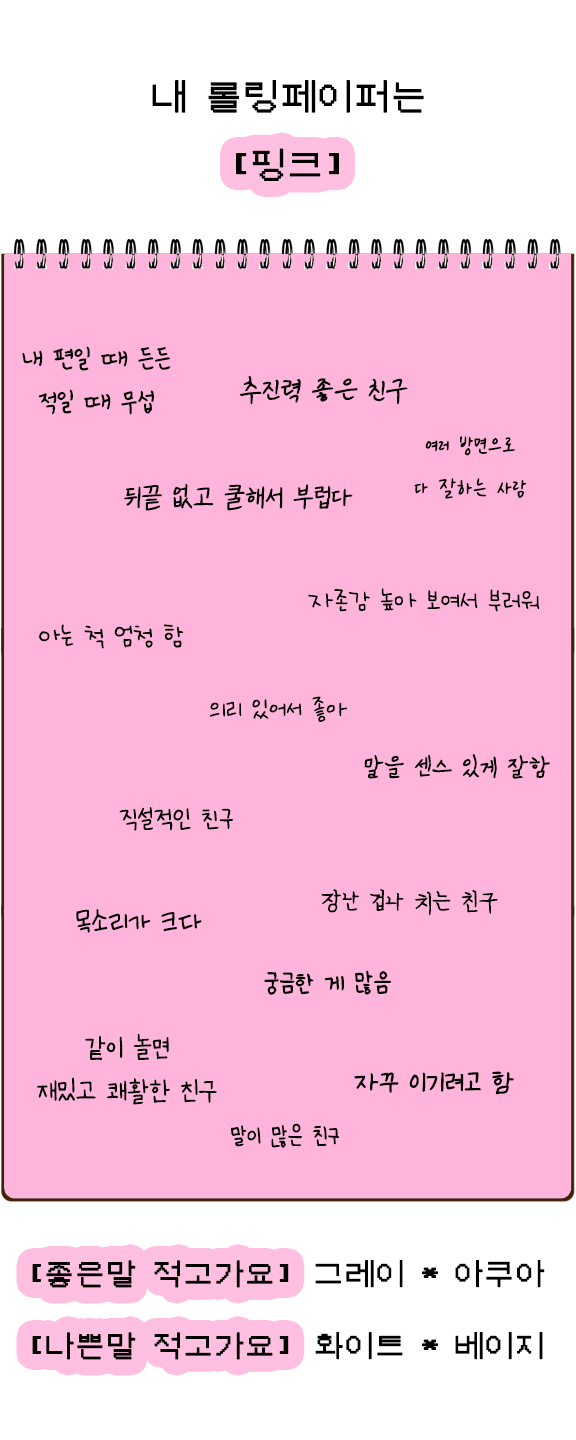 내 롤링페이퍼는
[핑크]
내 편일 때 든든
적일 때 무섭
추진력 좋은 친구
여러 방면으로
다 잘하는 사람
뒤끝 없고 쿨해서 부럽다
자존감 높아 보여서 부러워
아는 척 엄청 함
의리 있어서 좋아
말을 센스 있게 잘함
직설적인 친구
장난 겁나 치는 친구
목소리가 크다
궁금한 게 많음
같이 놀면
재밌고 쾌활한 친구
자꾸 이기려고 함
말이 많은 친구
[좋은말 적고가요] 그레이 * 아쿠아
[나쁜말 적고가요] 화이트 * 베이지